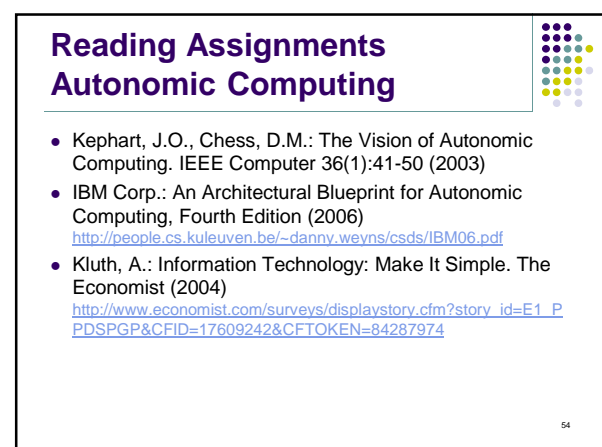 Reading Assignments
Autonomic Computing
● Kephart, J.O., Chess, D.M.: The Vision of Autonomic
Computing. IEEE Computer 36(1):41-50 (2003)
● IBM Corp.: An Architectural Blueprint for Autonomic
Computing, Fourth Edition (2006)
http://people.cs.kuleuven.be/~danny.weyns/csds/IBM06.pdf
● Kluth, A.: Information Technology: Make It Simple. The
Economist (2004)
http://www.economist.com/surveys/displaystory.cfm?story_id=E1_P
PDSPGP&CFID=17609242&CFTOKEN=84287974
54